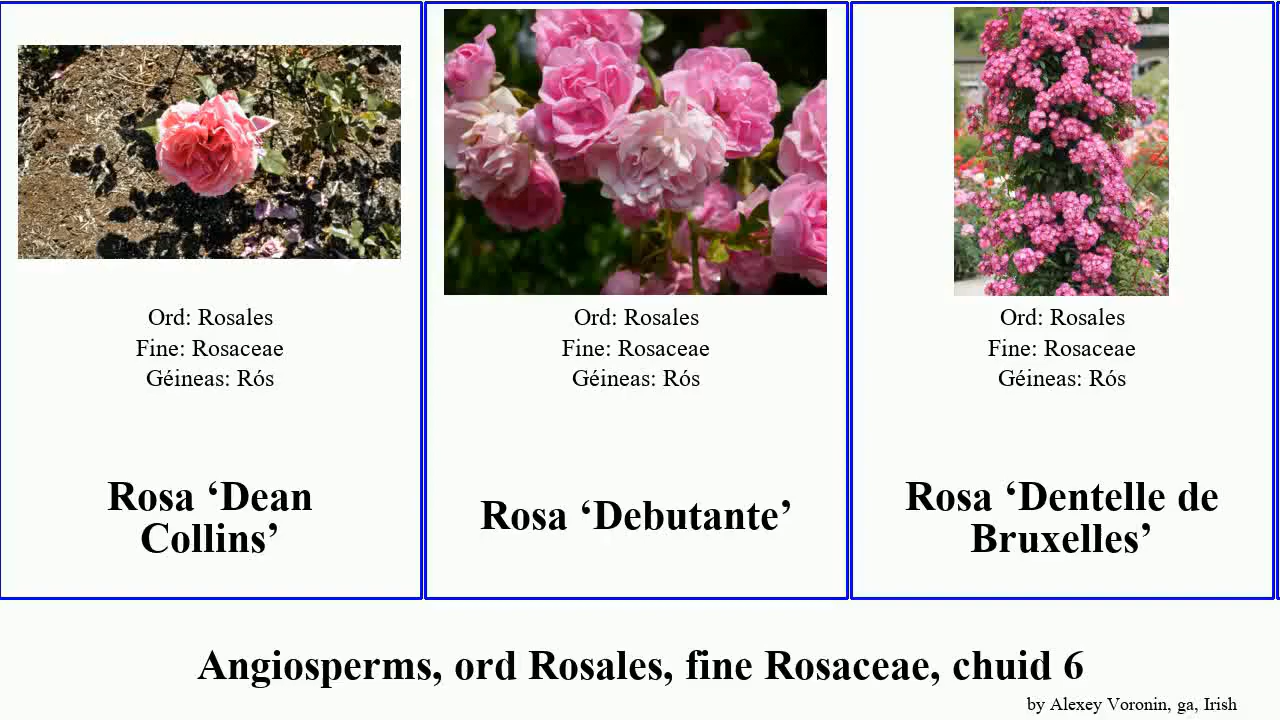 Ord: Rosales
Fine: Rosaceae
Géineas: Rós
Rosa ‘Dean
Collins’
Ord: Rosales
Fine: Rosaceae
Géineas: Rós
Rosa ‘Debutante’
Ord: Rosales
Fine: Rosaceae
Géineas: Rós
Rosa ‘Dentelle de
Bruxelles’
Angiosperms, ord Rosales, fine Rosaceae, chuid 6
by Alexey Voronin, ga, Irish